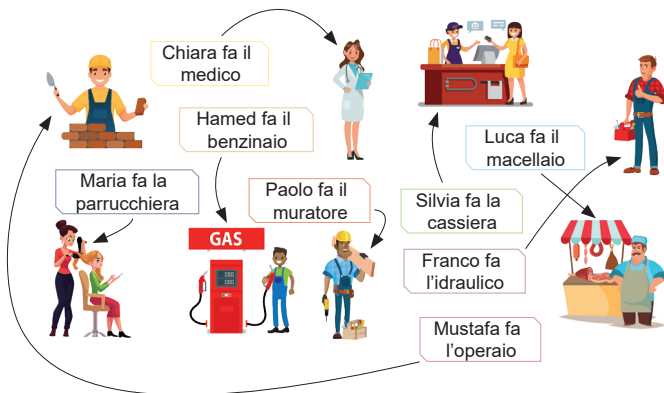 Chiara fa il
medico
Hamed fa il
benzinaio
Luca fa il
macellaio
Maria fa la
parrucchiera
Paolo fa il
muratore
Silvia fa la
cassiera
GAS
Franco fa
l'idraulico
Mustafa fa
l'operaio